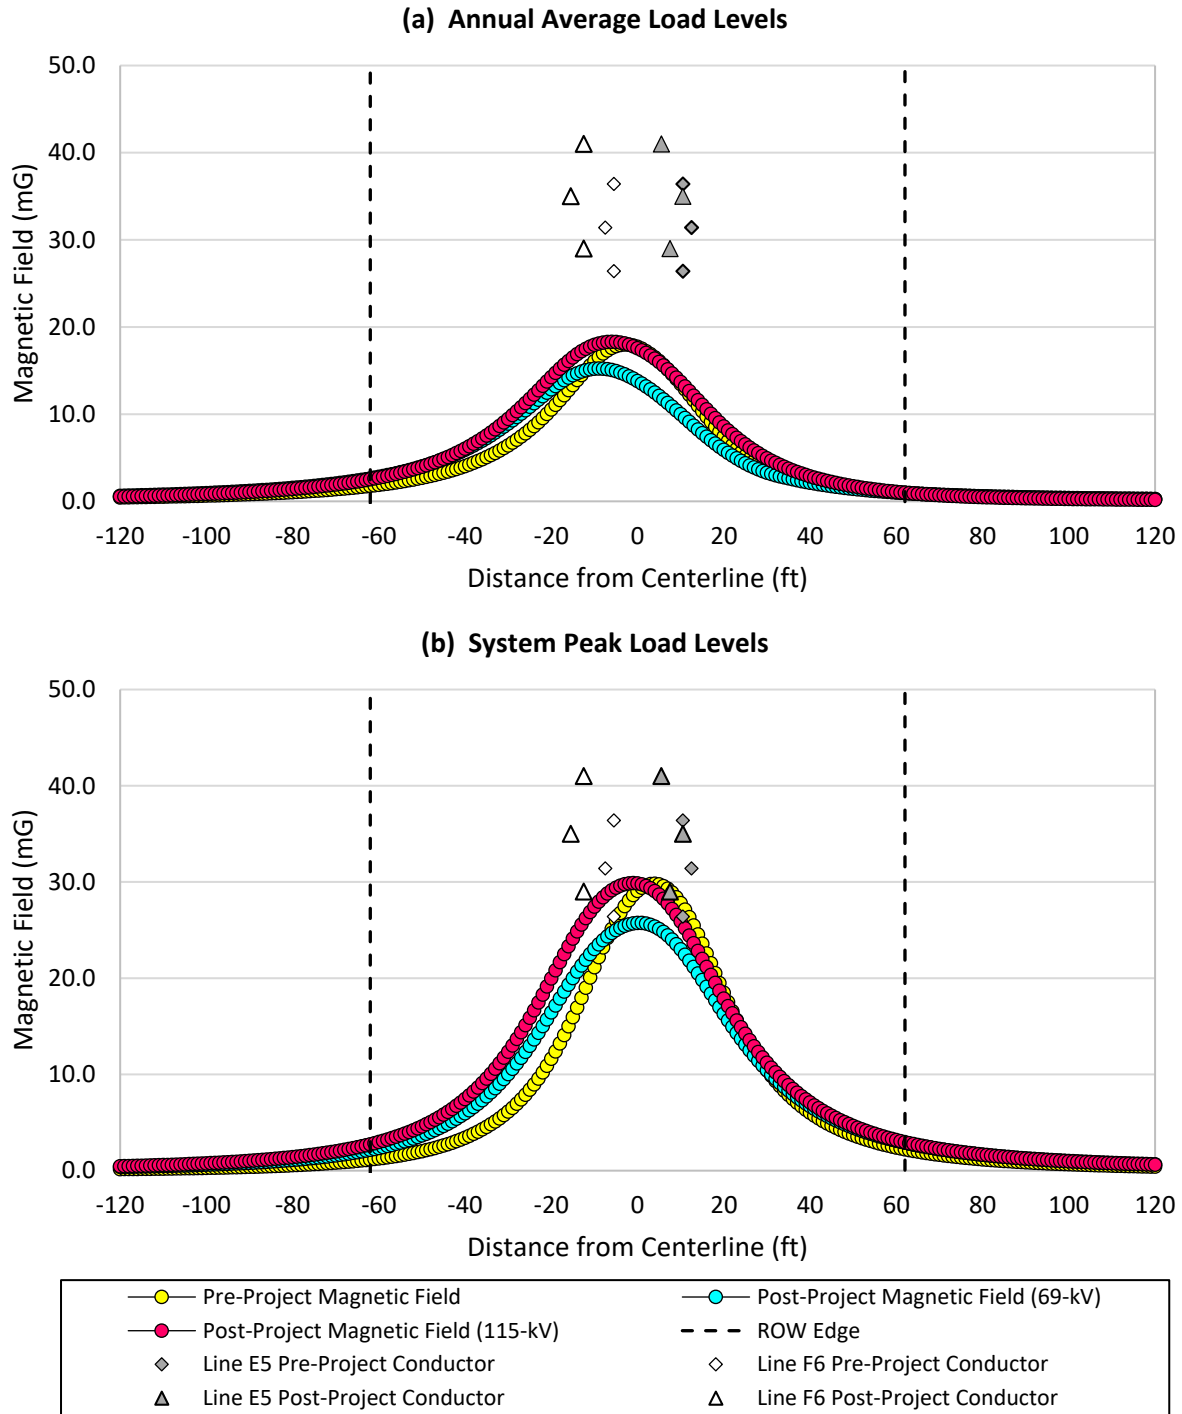 (a) Annual Average Load Levels
50.0
40.0
30.0
20.0
10.0
0.0
Magnetic Field (mG)
-120 -100 -80 -60 -40 -20 0 20 40 60 80 100 120
Distance from Centerline (ft)
(b) System Peak Load Levels
50.0
40.0
30.0
20.0
10.0
0.0
Magnetic Field (mG)
-120 -100 -80 -60 -40 -20 0 20 40 60 80 100 120
Distance from Centerline (ft)
Pre-Project Magnetic Field Post-Project Magnetic Field (69-kV)
Post-Project Magnetic Field (115-kV) ROW Edge
Line E5 Pre-Project Conductor Line F6 Pre-Project Conductor
Line E5 Post-Project Conductor Line F6 Post-Project Conductor